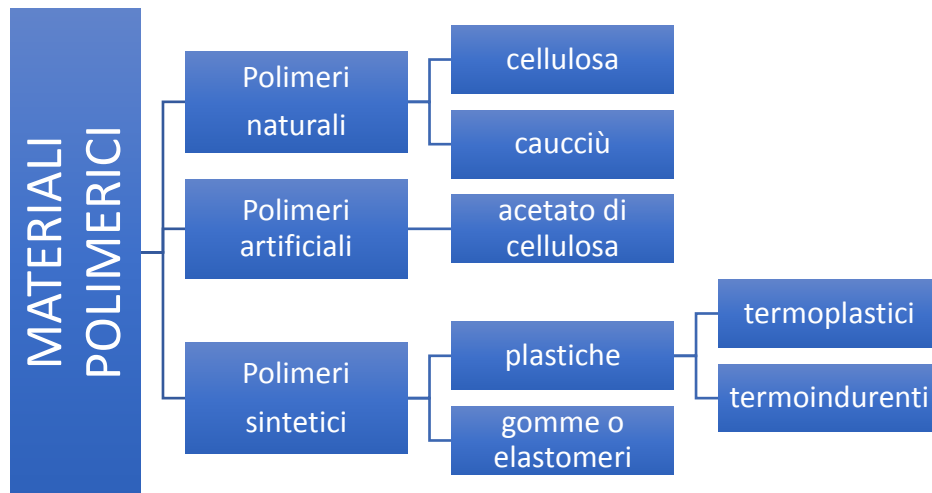 MATERIALI
POLIMERICI
Polimeri
naturali
cellulosa
caucciù
Polimeri
artificiali
acetato di
cellulosa
Polimeri
sintetici
plastiche
termoplastici
termoindurenti
gomme o
elastomeri